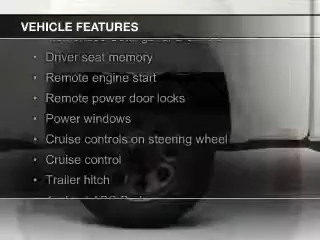 VEHICLE FEATURES
• Driver seat memory
• Remote engine start
• Remote power door locks
• Power windows
• Cruise controls on steering wheel
• Cruise control
• Trailer hitch